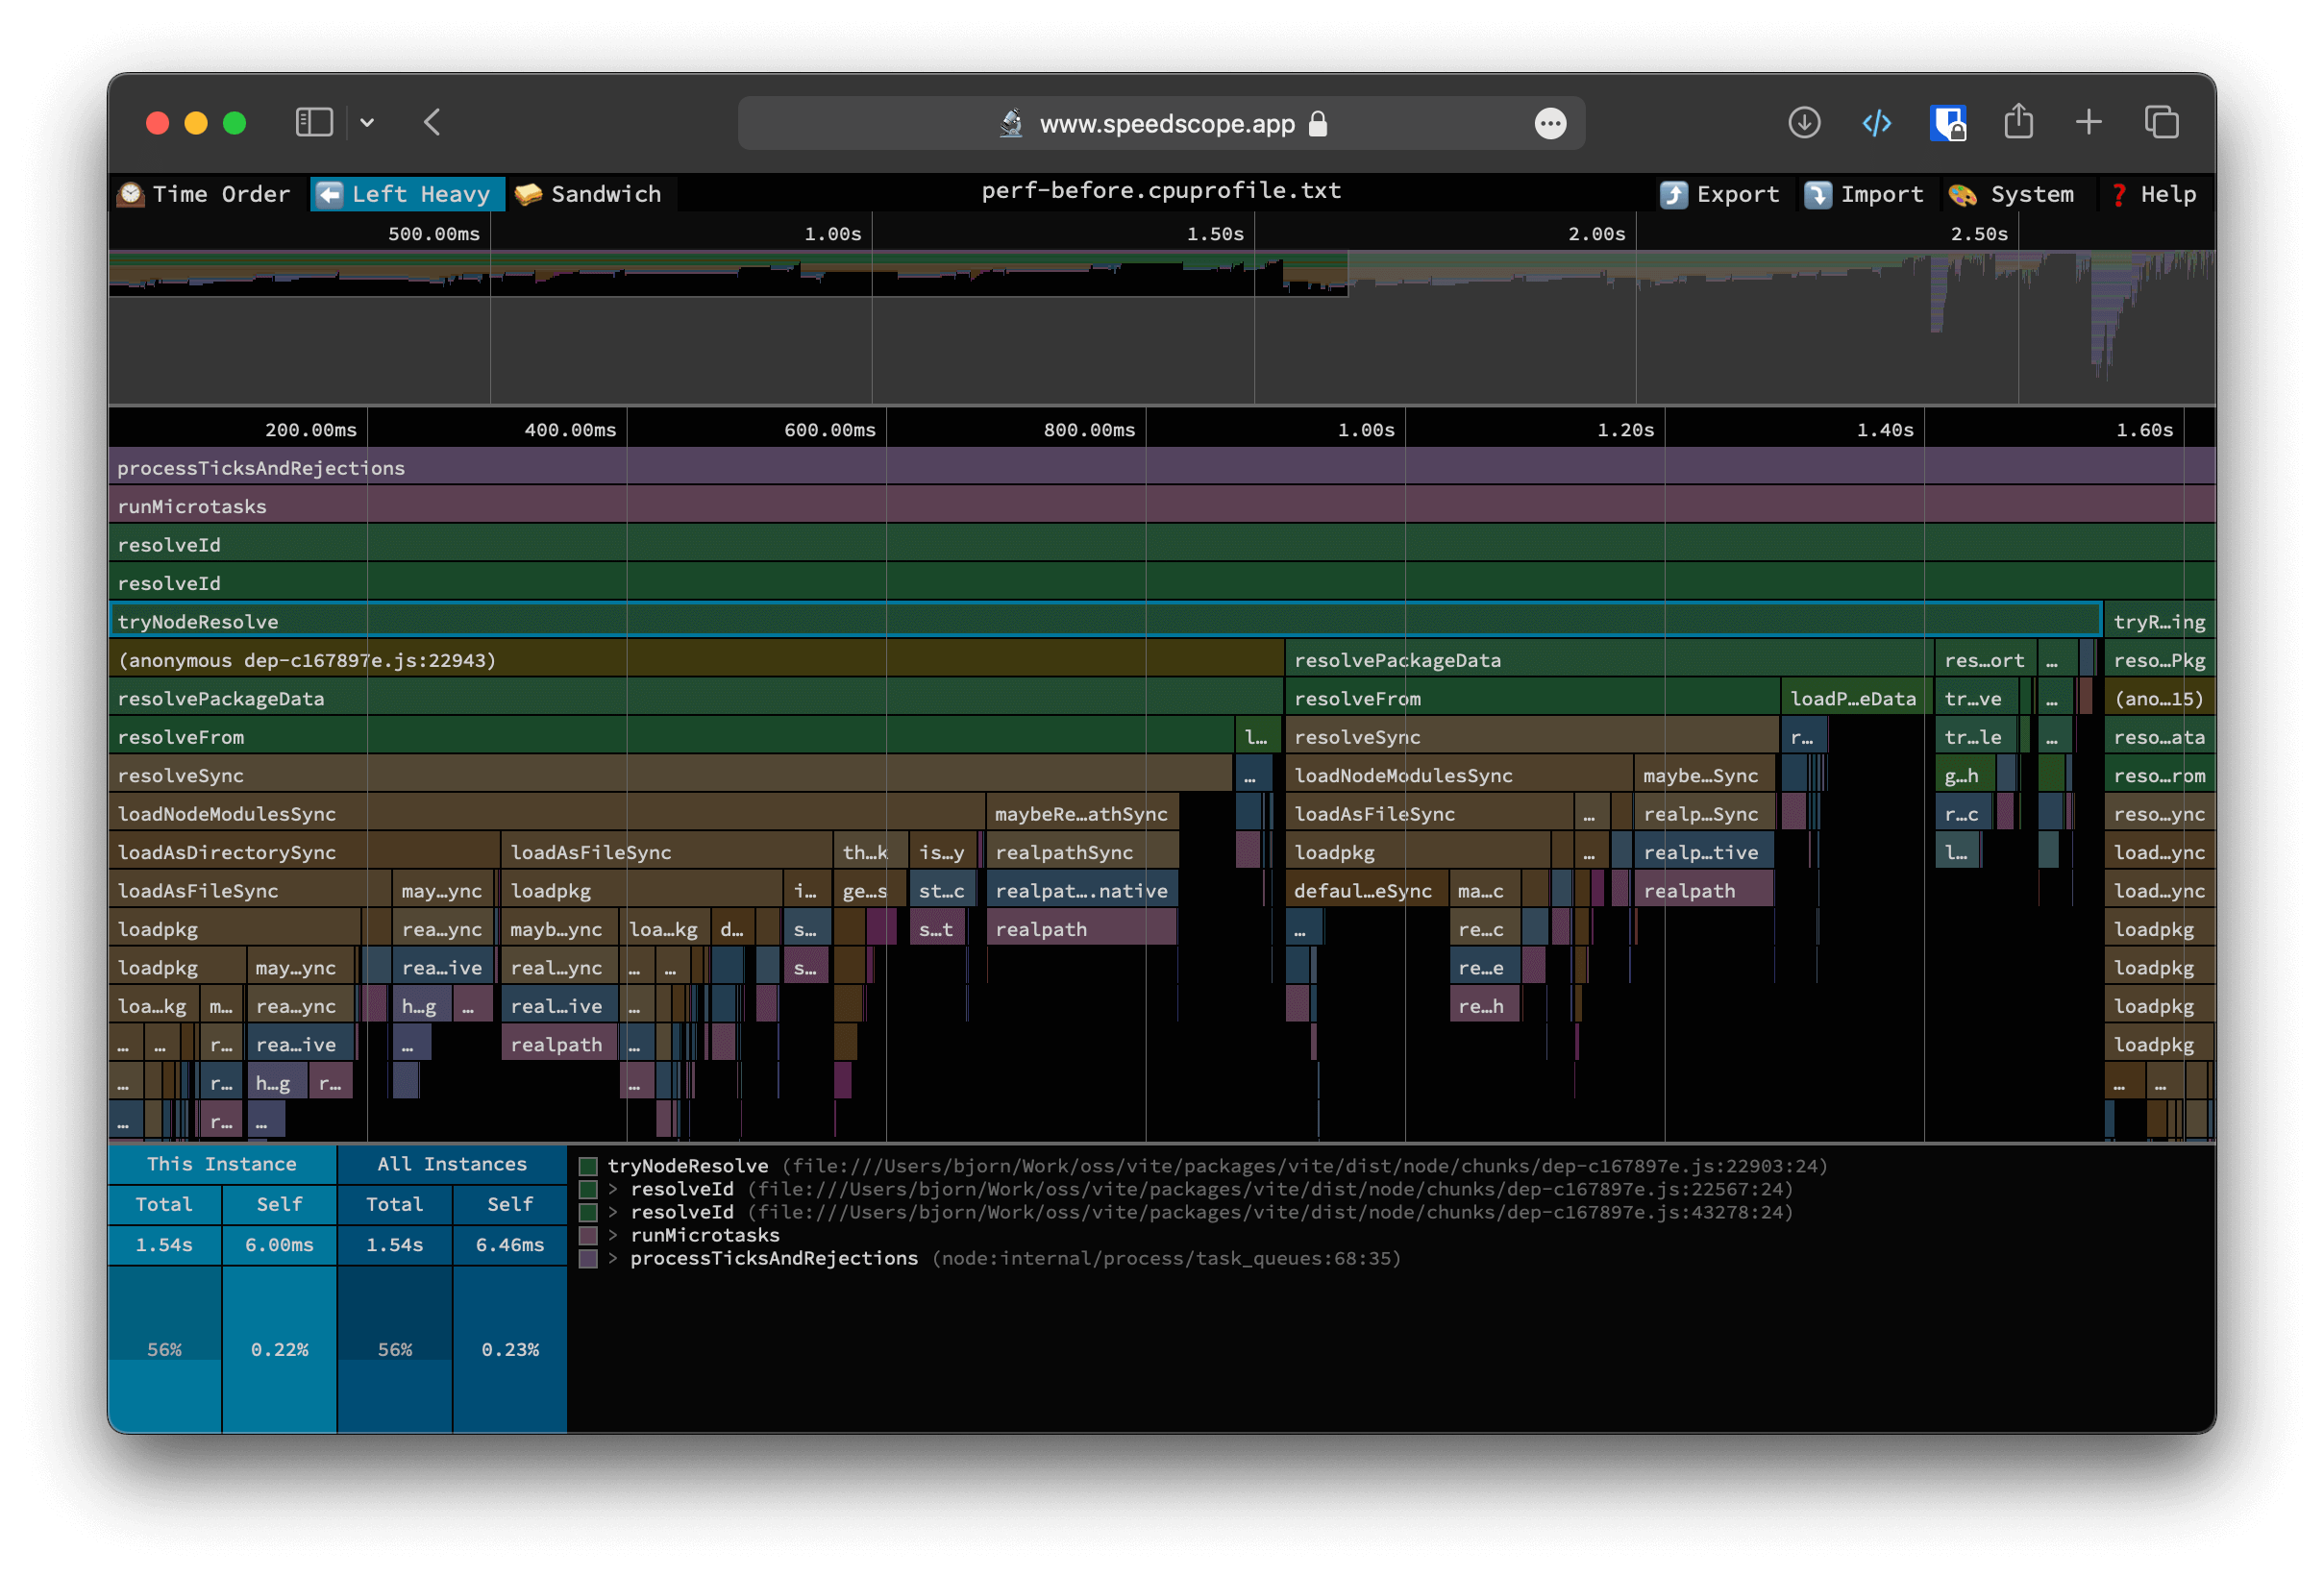 www.speedscope.app
Time Order Left Heavy Sandwich perf-before.cpuprofile.txt Export Import System Help
500.00ms 1.00s 1.50s 2.00s 2.50s
200.00ms 400.00ms 600.00ms 800.00ms 1.00s 1.20s 1.40s 1.60s
processTicksAndRejections
runMicrotasks
resolveId
resolveId
tryNodeResolve tryR…ing
(anonymous dep-c167897e.js:22943) resolvePackageData res…ort … reso…Pkg
resolvePackageData resolveFrom loadP…eData tr…ve … (ano…15)
resolveFrom l… resolveSync r… tr…le … reso…ata
resolveSync … loadNodeModulesSync maybe…Sync g…h reso…rom
loadNodeModulesSync maybeRe…athSync loadAsFileSync … realp…Sync r…c reso…ync
loadAsDirectorySync loadAsFileSync th…k is…y realpathSync loadpkg … realp…tive l… load…ync
loadAsFileSync may…ync loadpkg i… ge…s st…c realpat….native defaul…eSync ma…c realpath load…ync
loadpkg rea…ync mayb…ync loa…kg d… s… s…t realpath … re…c loadpkg
loadpkg may…ync rea…ive real…ync … … s… re…e loadpkg
loa…kg m… rea…ync h…g … real…ive … re…h loadpkg
… … r… rea…ive … realpath … loadpkg
… r… h…g r… … … …
… r… …
This Instance All Instances
Total Self Total Self
1.54s 6.00ms 1.54s 6.46ms
56% 0.22% 56% 0.23%
tryNodeResolve (file:///Users/bjorn/Work/oss/vite/packages/vite/dist/node/chunks/dep-c167897e.js:22903:24)
> resolveId (file:///Users/bjorn/Work/oss/vite/packages/vite/dist/node/chunks/dep-c167897e.js:22567:24)
> resolveId (file:///Users/bjorn/Work/oss/vite/packages/vite/dist/node/chunks/dep-c167897e.js:43278:24)
> runMicrotasks
> processTicksAndRejections (node:internal/process/task_queues:68:35)